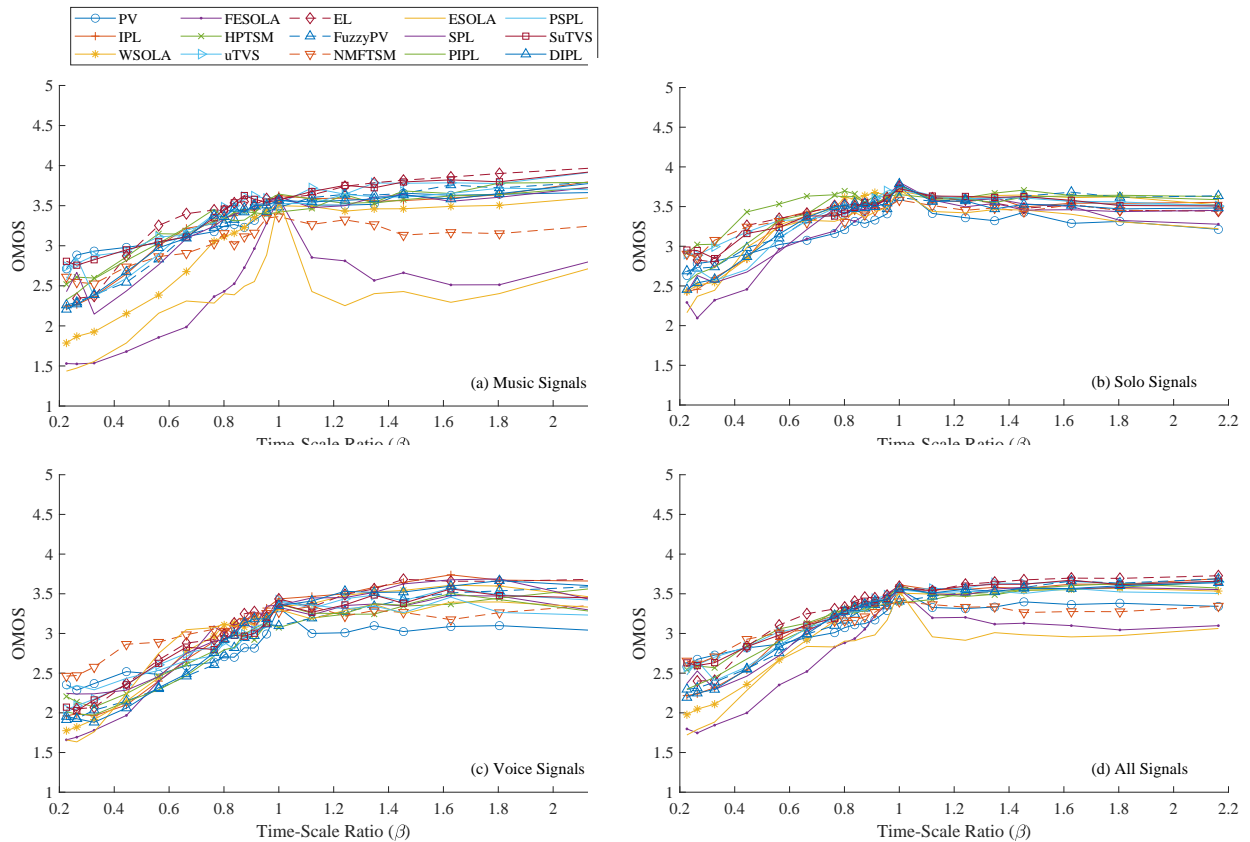 PV FESOLA EL ESOLA PSPL
IPL HPTSM FuzzyPV SPL SuTVS
WSOLA uTVS NMFTSM PIPL DIPL
5
4.5
4
3.5
3
2.5
2
1.5
1
OMOS
(a) Music Signals
0.2 0.4 0.6 0.8 1 1.2 1.4 1.6 1.8 2
Time-Scale Ratio (β)
5
4.5
4
3.5
3
2.5
2
1.5
1
OMOS
(b) Solo Signals
0.2 0.4 0.6 0.8 1 1.2 1.4 1.6 1.8 2 2.2
Time-Scale Ratio (β)
5
4.5
4
3.5
3
2.5
2
1.5
1
OMOS
(c) Voice Signals
0.2 0.4 0.6 0.8 1 1.2 1.4 1.6 1.8 2
Time-Scale Ratio (β)
5
4.5
4
3.5
3
2.5
2
1.5
1
OMOS
(d) All Signals
0.2 0.4 0.6 0.8 1 1.2 1.4 1.6 1.8 2 2.2
Time-Scale Ratio (β)